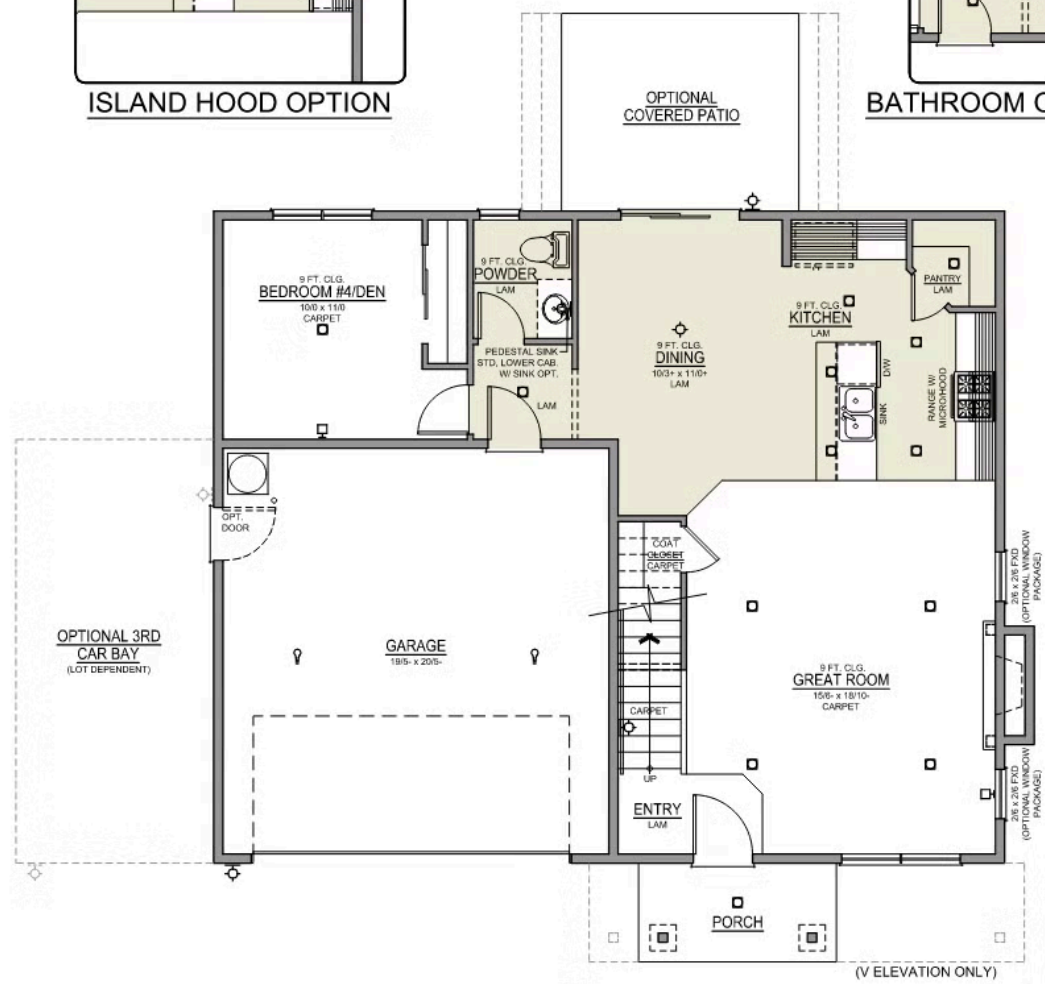 ISLAND HOOD OPTION
BATHROOM
OPTIONAL
COVERED PATIO
9 FT. CLG.
BEDROOM #4/DEN
10/0 x 11/0
CARPET
9 FT. CLG.
POWDER
LAM
PEDESTAL SINK
STD, LOWER CAB.
W/ SINK OPT.
LAM
9 FT. CLG.
DINING
10/3+ x 11/0+
LAM
9 FT. CLG.
KITCHEN
LAM
PANTRY
LAM
D/W
SINK
RANGE W/
MICRO/HOOD
OPT.
DOOR
COAT
CLOSET
CARPET
2/6 x 2/6 FXD
(OPTIONAL WINDOW
PACKAGE)
OPTIONAL 3RD
CAR BAY
(LOT DEPENDENT)
GARAGE
19/5- x 20/5-
9 FT. CLG.
GREAT ROOM
15/6- x 18/10-
CARPET
CARPET
UP
ENTRY
LAM
2/6 x 2/6 FXD
(OPTIONAL WINDOW
PACKAGE)
PORCH
(V ELEVATION ONLY)